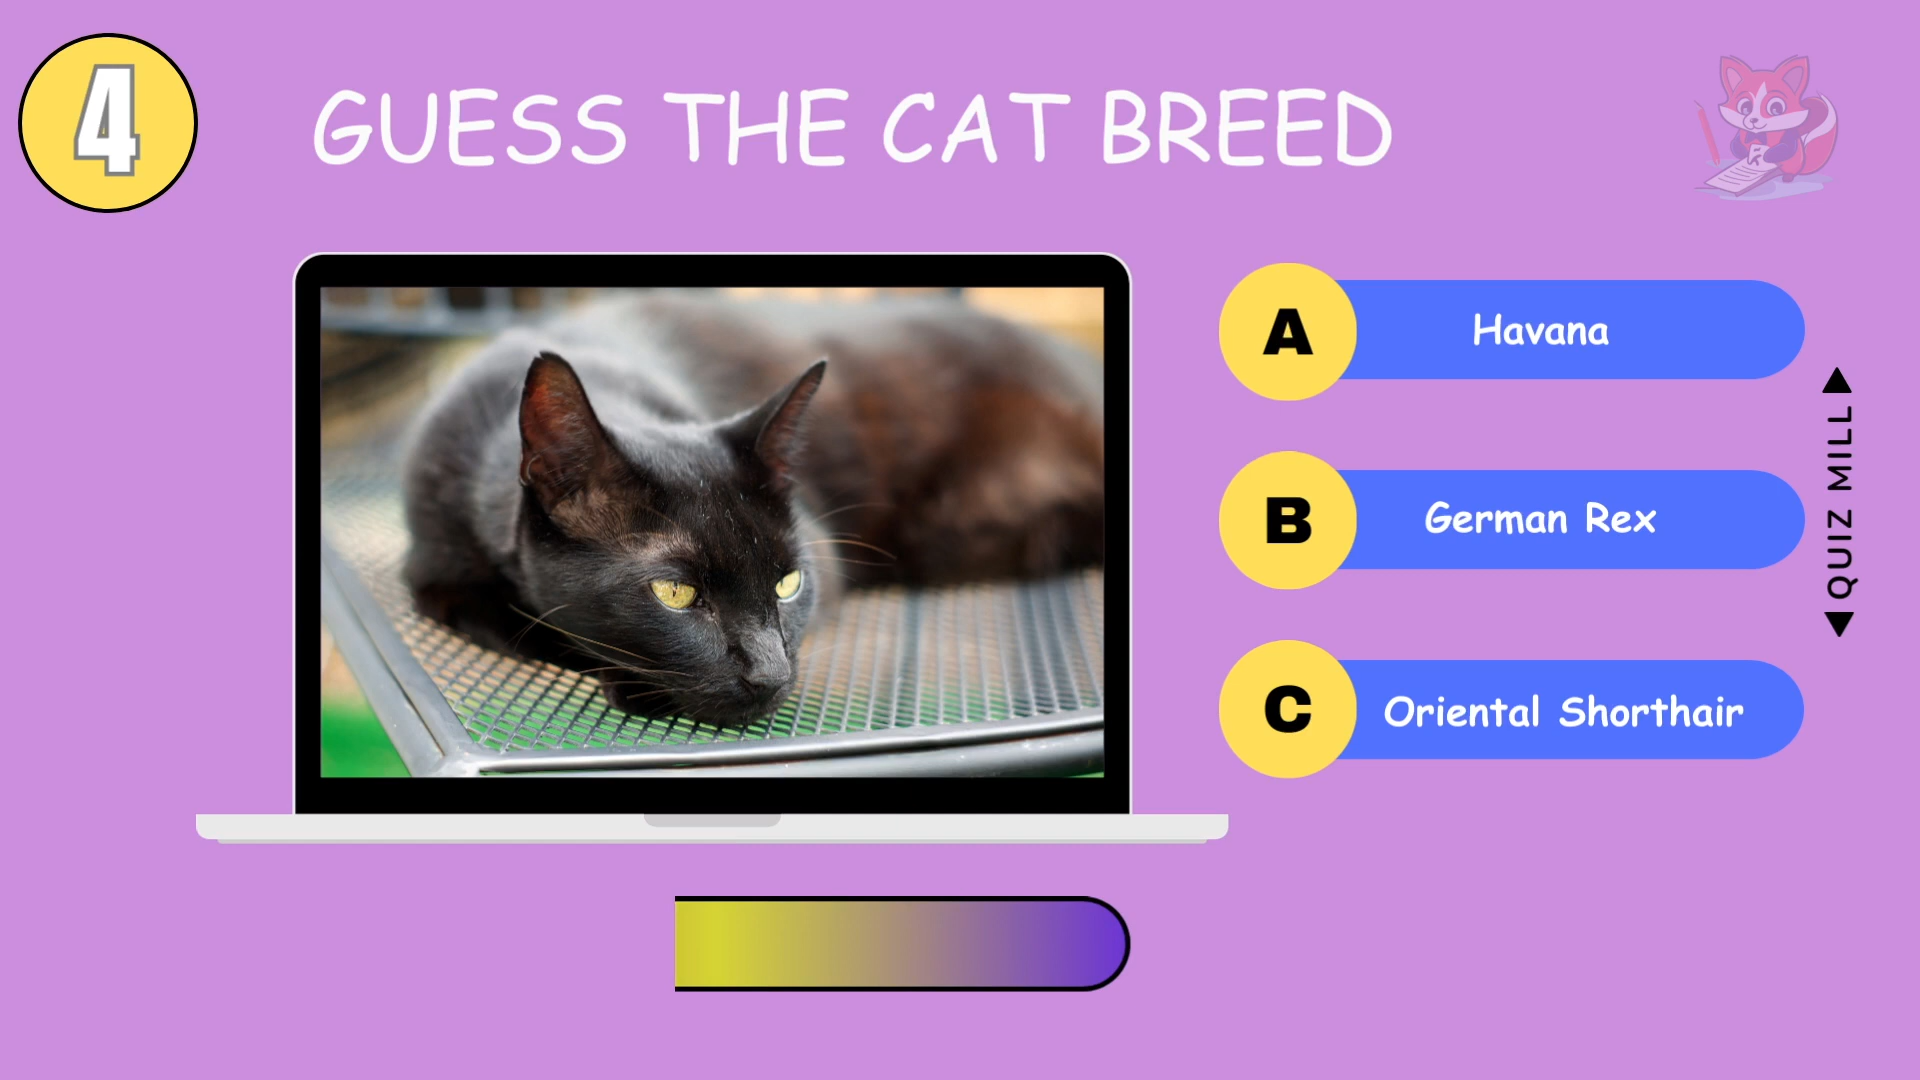 4
GUESS THE CAT BREED
A
Havana
B
German Rex
C
Oriental Shorthair
QUIZ MILL